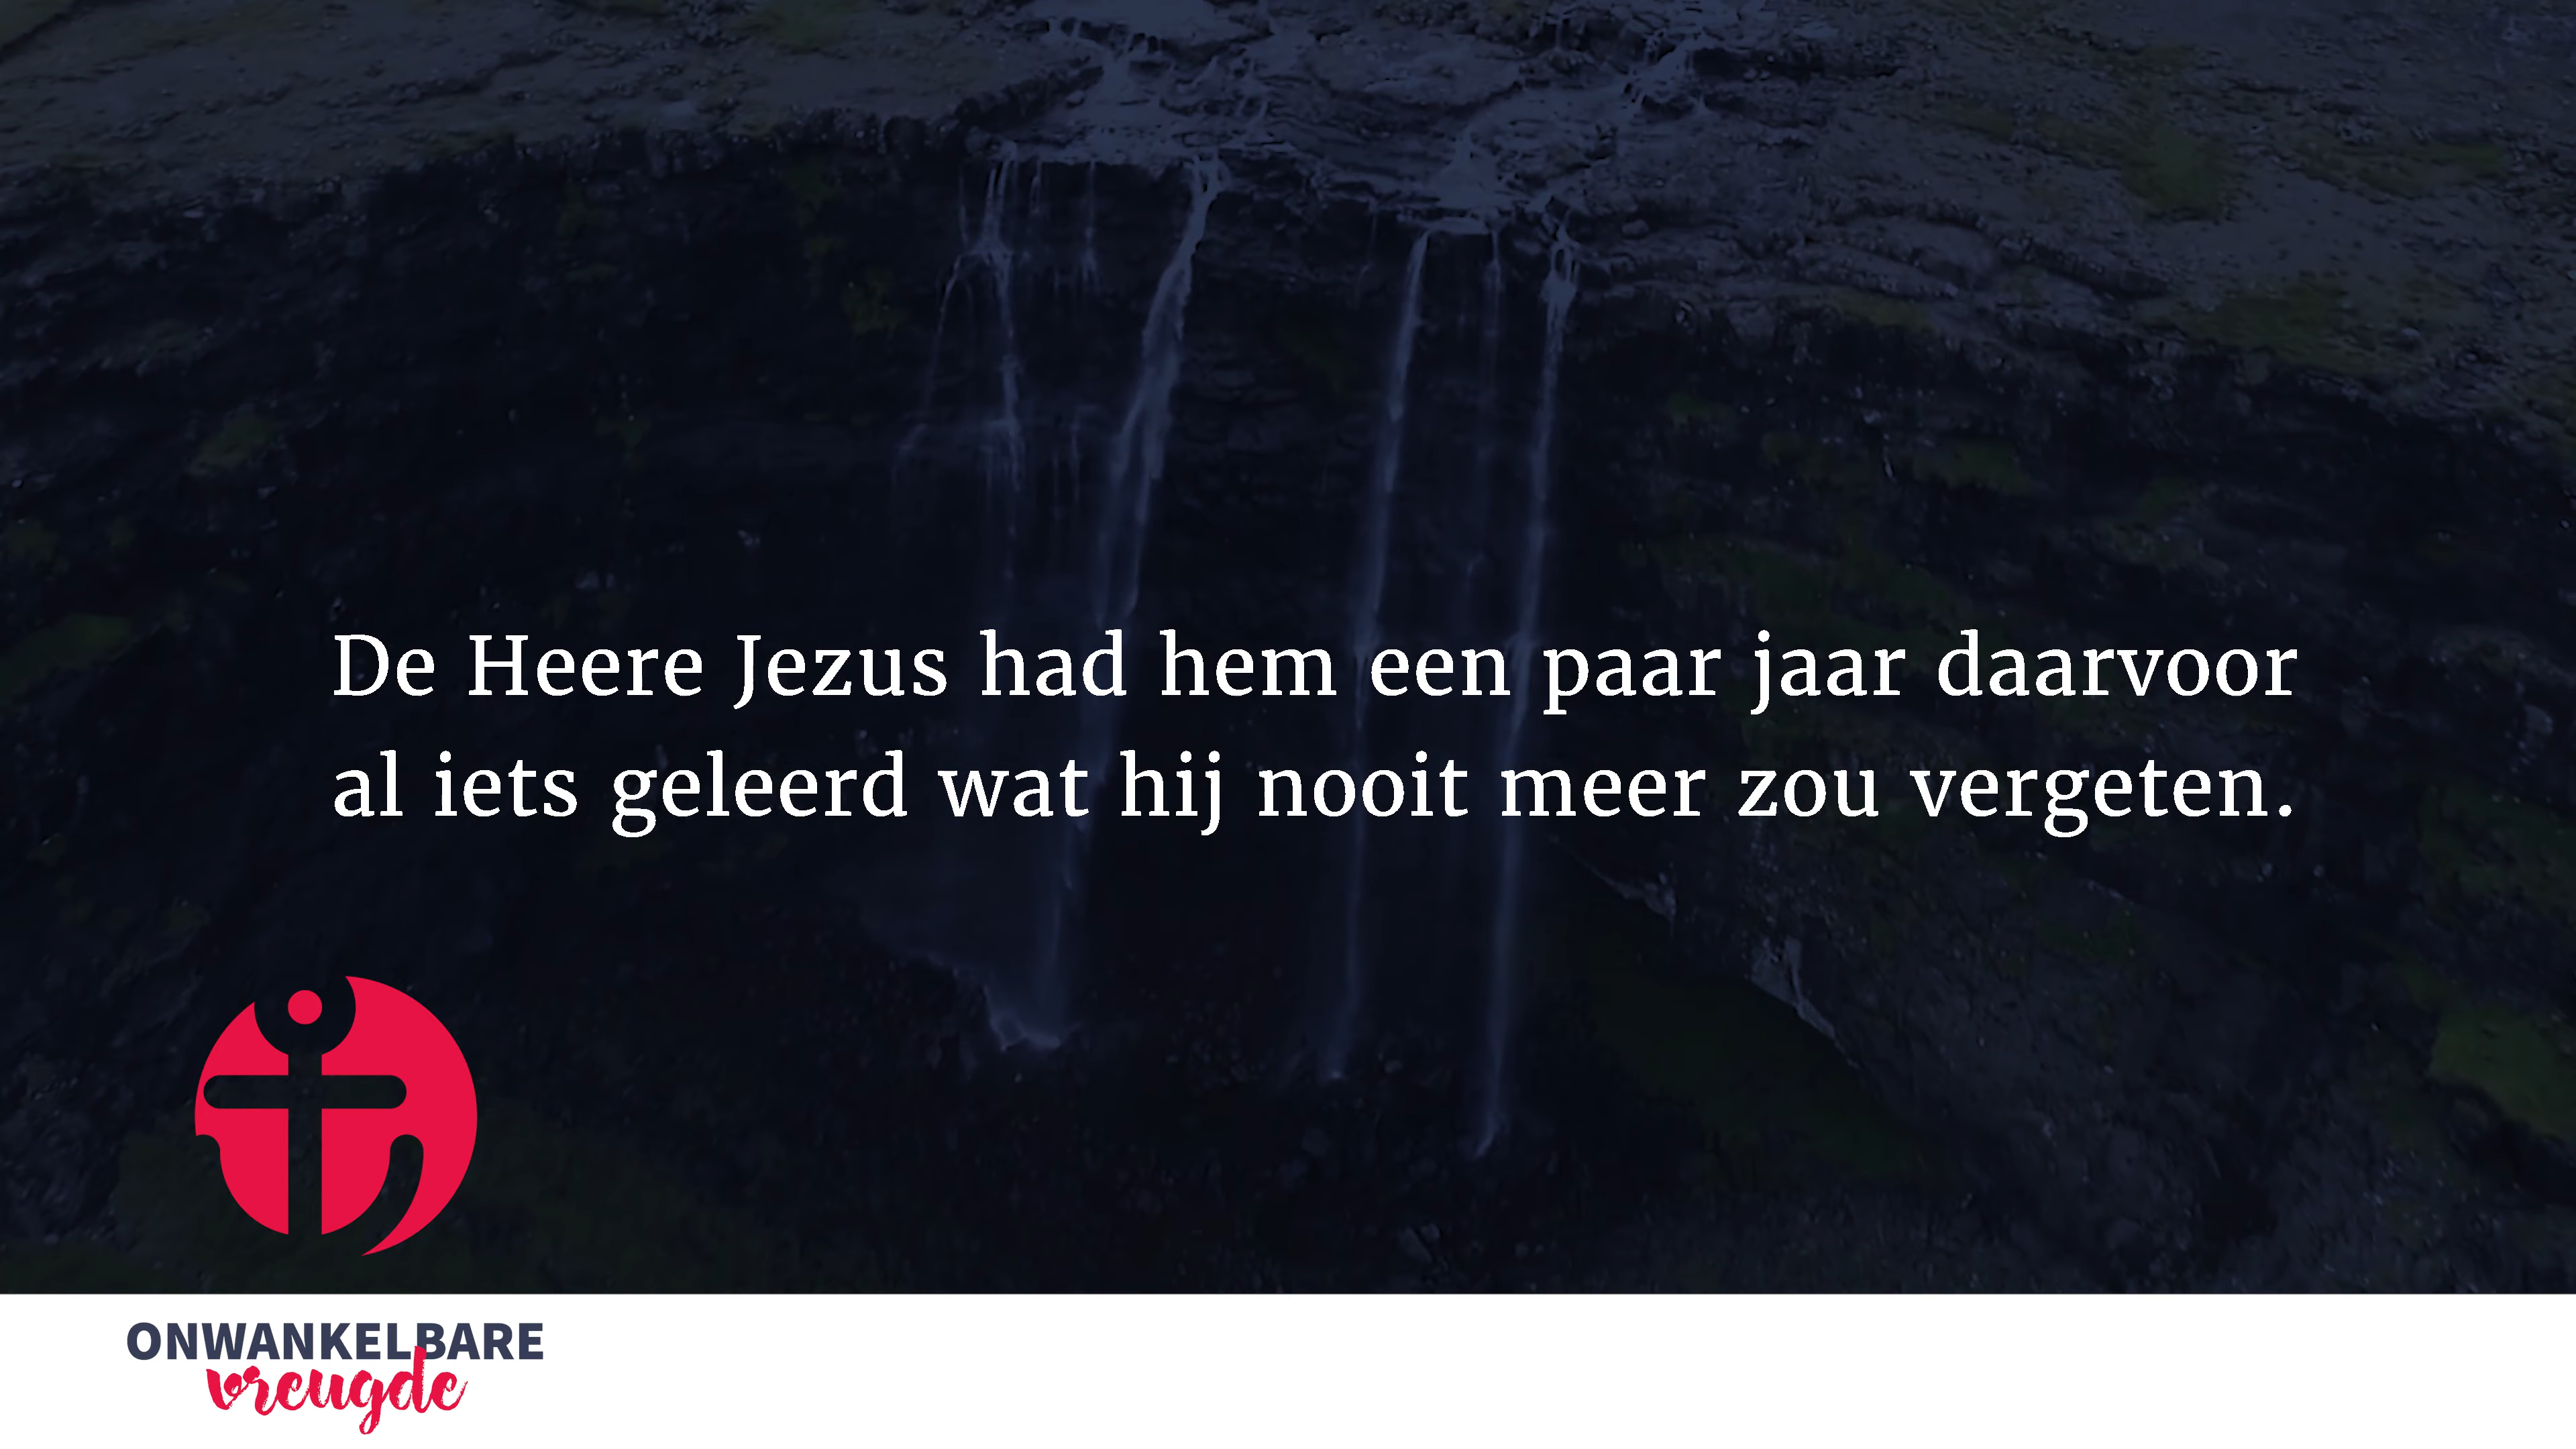 De Heere Jezus had hem een paar jaar daarvoor
al iets geleerd wat hij nooit meer zou vergeten.
ONWANKELBARE
vreugde